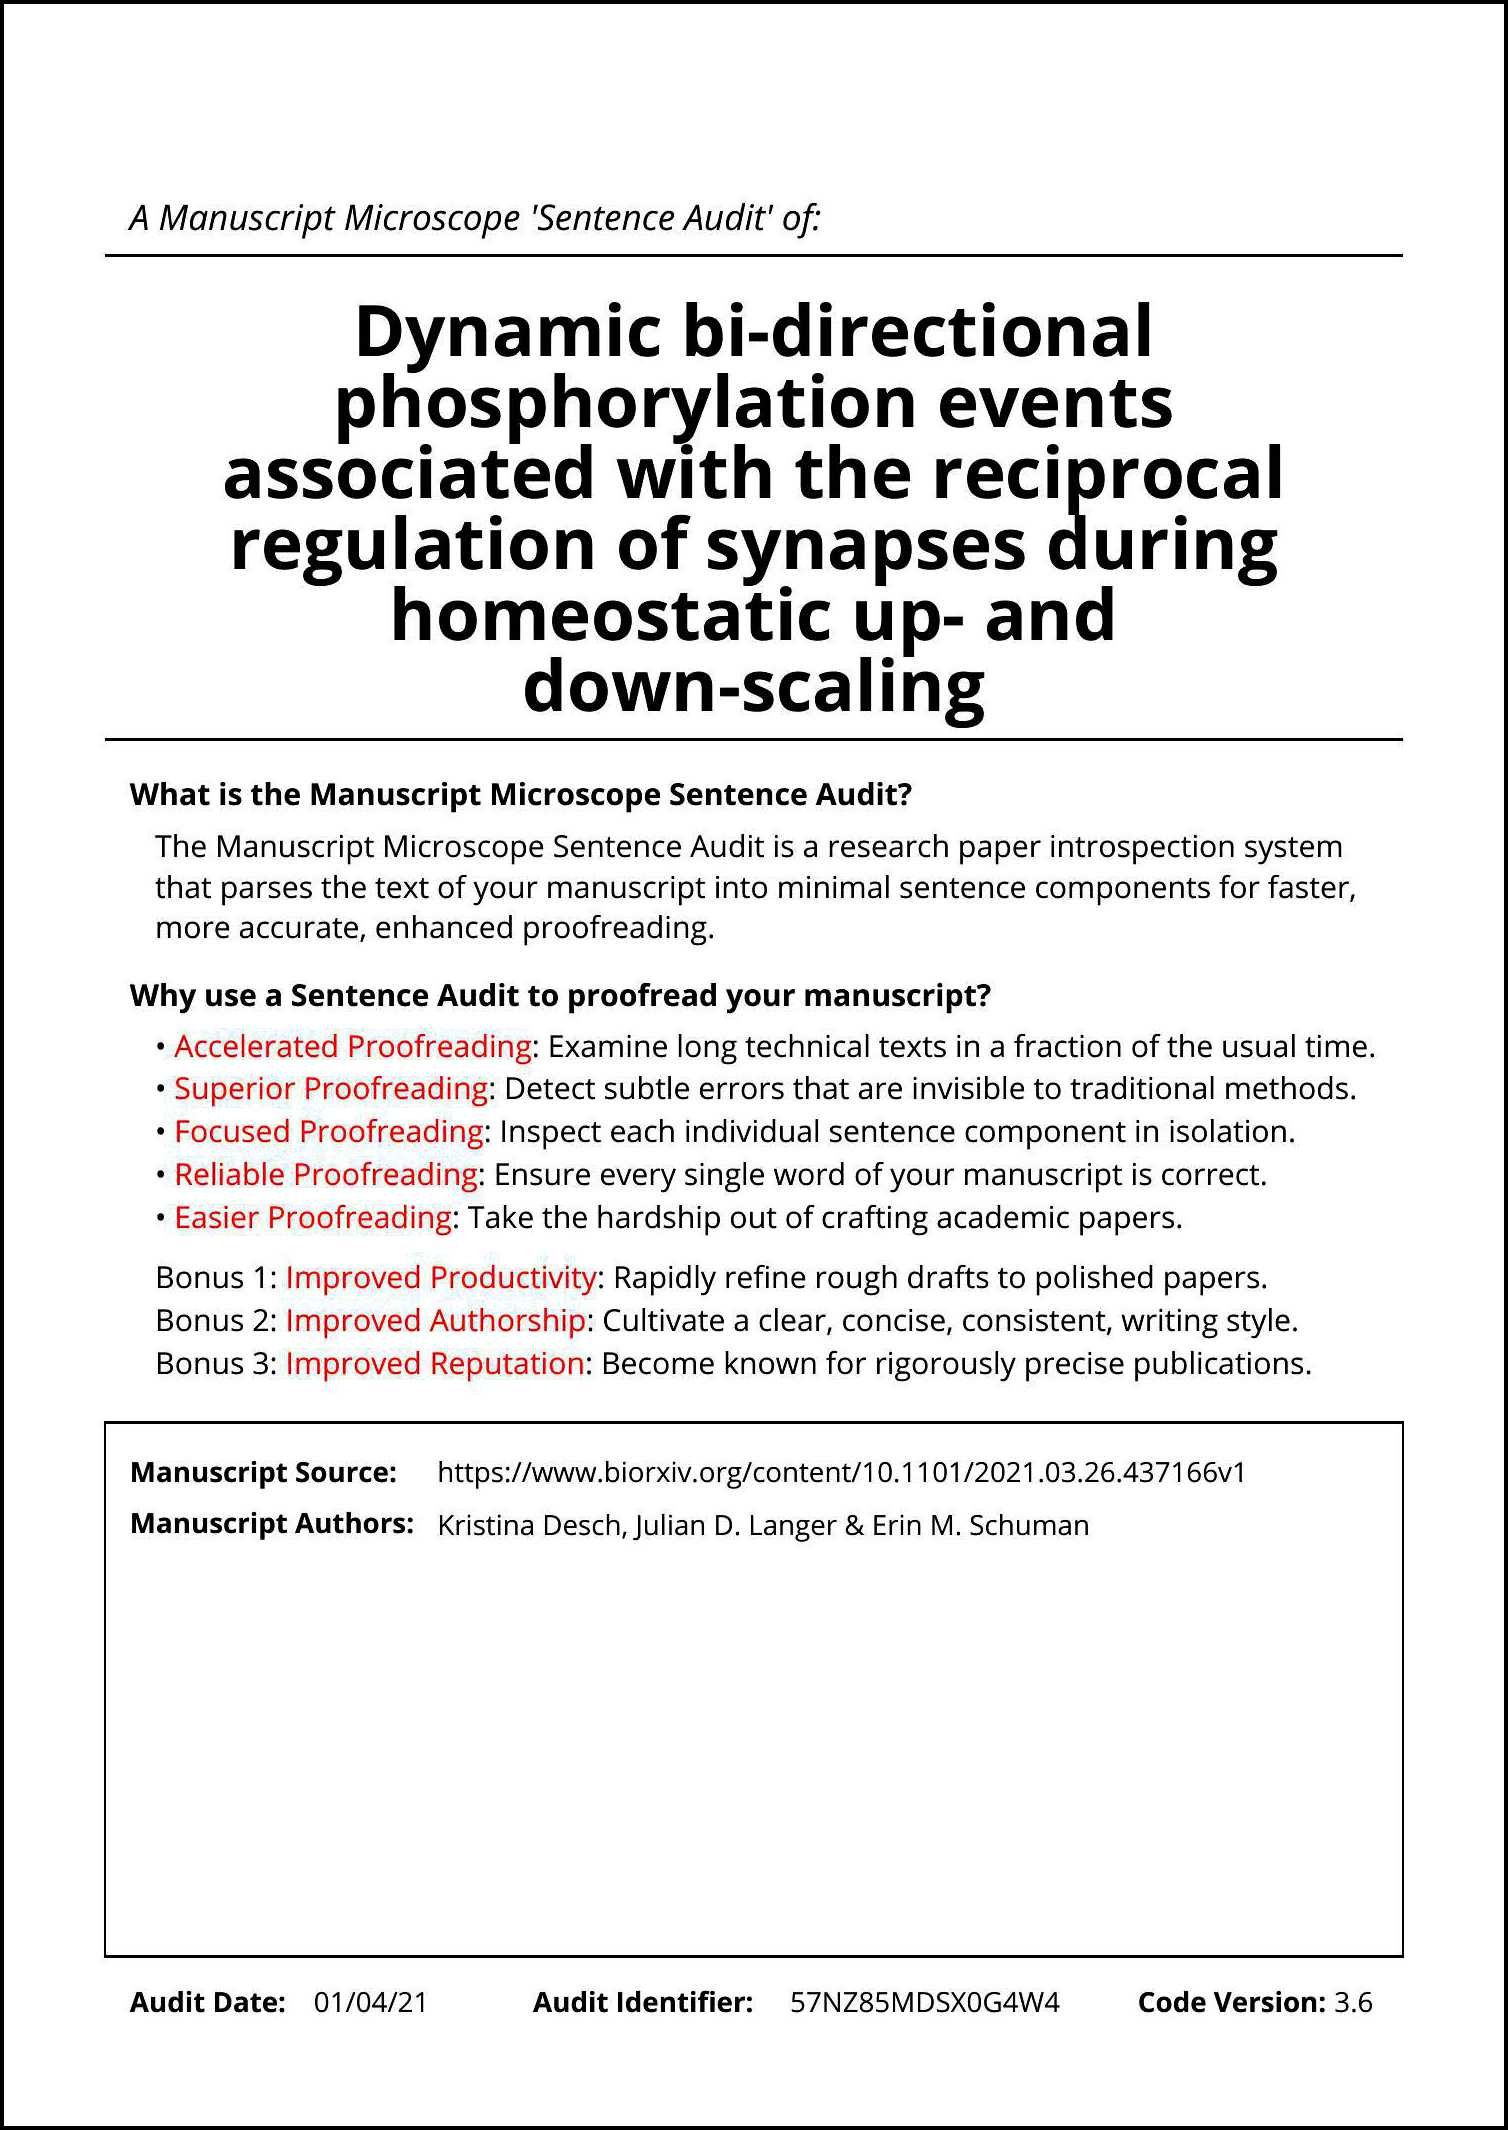 A Manuscript Microscope 'Sentence Audit' of:
Dynamic bi-directional
phosphorylation events
associated with the reciprocal
regulation of synapses during
homeostatic up- and
down-scaling
What is the Manuscript Microscope Sentence Audit?
The Manuscript Microscope Sentence Audit is a research paper introspection system
that parses the text of your manuscript into minimal sentence components for faster,
more accurate, enhanced proofreading.
Why use a Sentence Audit to proofread your manuscript?
• Accelerated Proofreading: Examine long technical texts in a fraction of the usual time.
• Superior Proofreading: Detect subtle errors that are invisible to traditional methods.
• Focused Proofreading: Inspect each individual sentence component in isolation.
• Reliable Proofreading: Ensure every single word of your manuscript is correct.
• Easier Proofreading: Take the hardship out of crafting academic papers.
Bonus 1: Improved Productivity: Rapidly refine rough drafts to polished papers.
Bonus 2: Improved Authorship: Cultivate a clear, concise, consistent, writing style.
Bonus 3: Improved Reputation: Become known for rigorously precise publications.
Manuscript Source: https://www.biorxiv.org/content/10.1101/2021.03.26.437166v1
Manuscript Authors: Kristina Desch, Julian D. Langer & Erin M. Schuman
Audit Date: 01/04/21 Audit Identifier: 57NZ85MDSX0G4W4 Code Version: 3.6